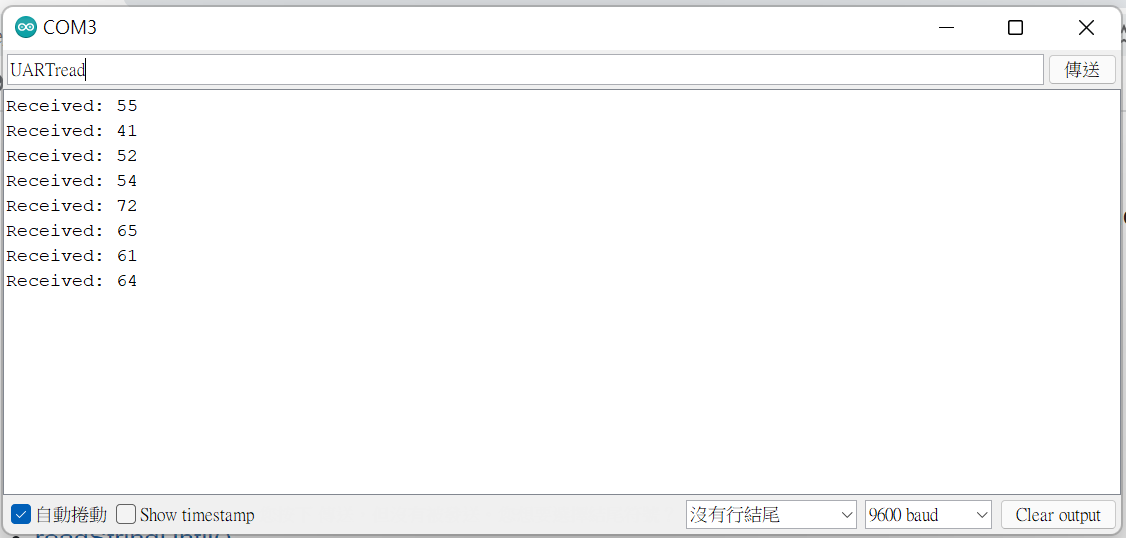 COM3
UARTread
傳送
Received: 55
Received: 41
Received: 52
Received: 54
Received: 72
Received: 65
Received: 61
Received: 64
自動捲動 Show timestamp 沒有行結尾 9600 baud Clear output